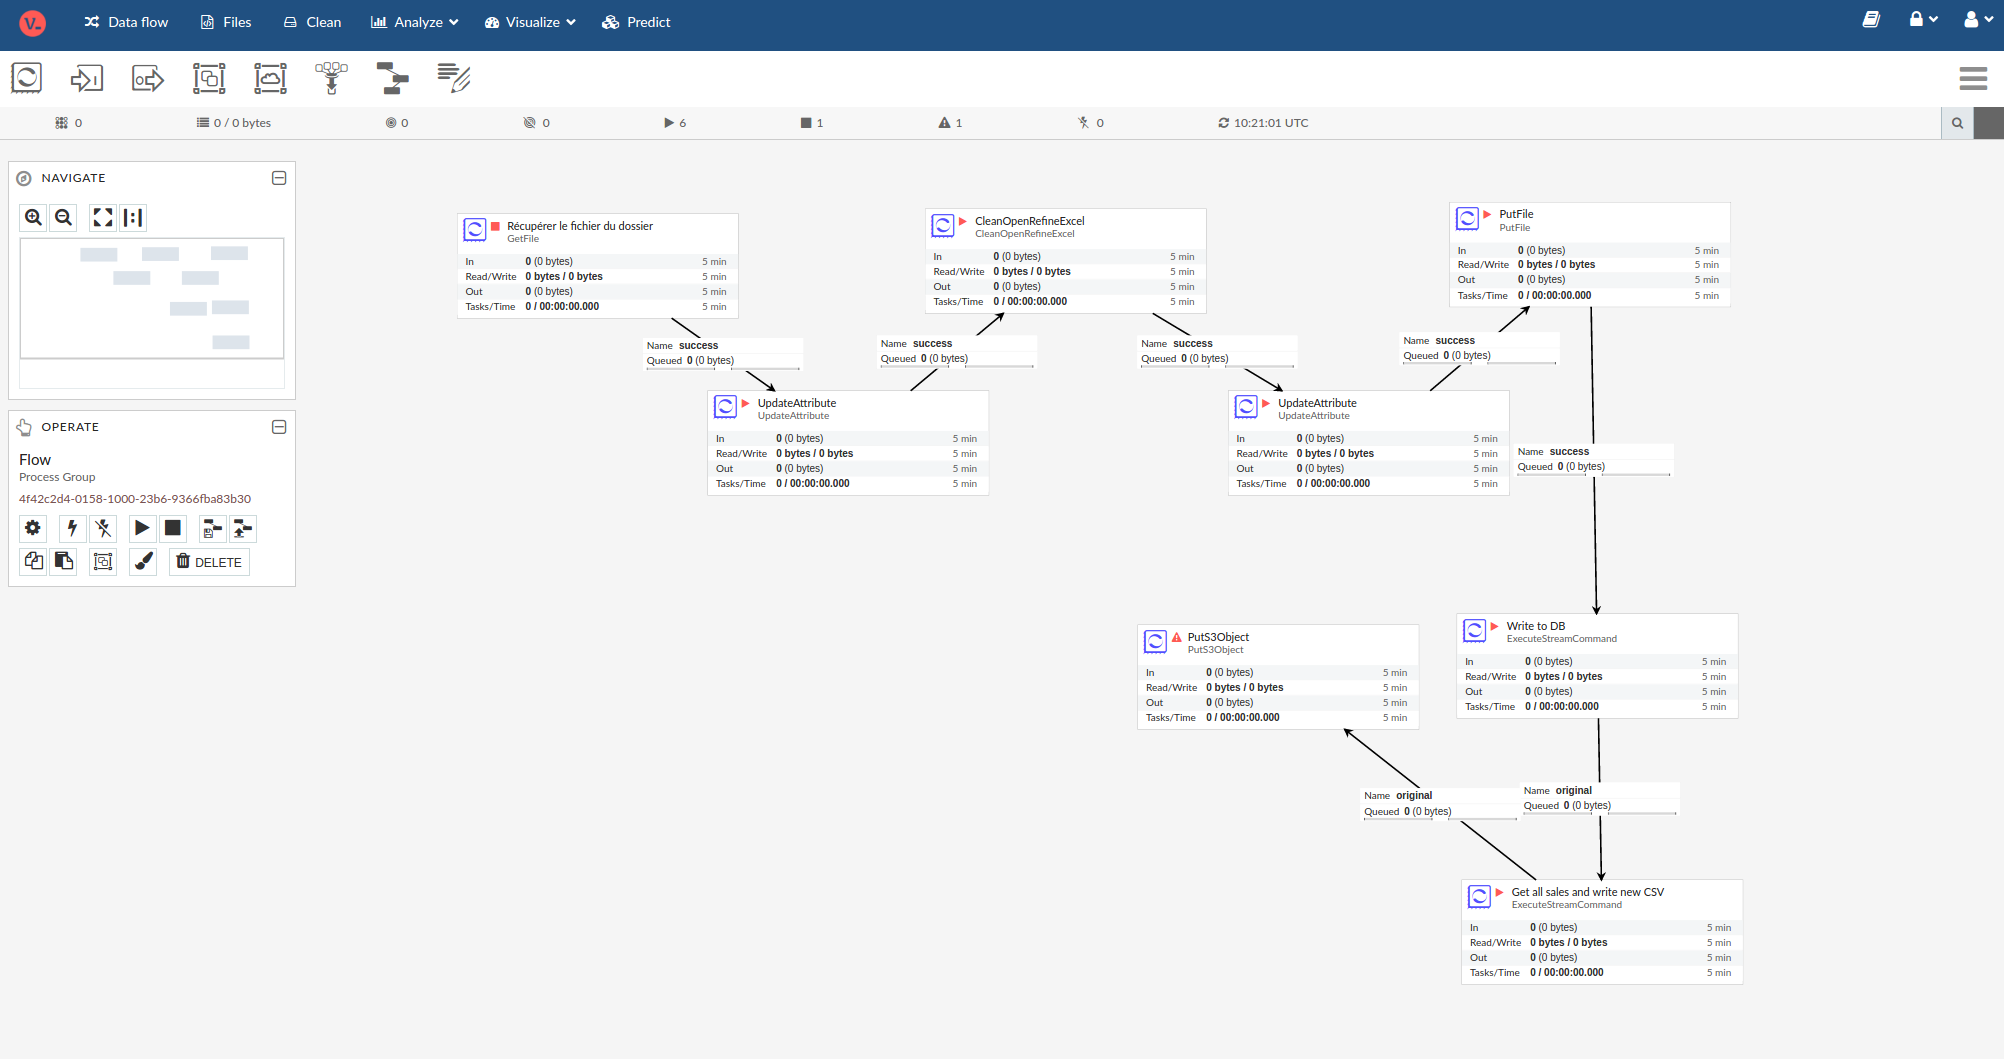 V.
Data flow
Files
Clean
Analyze
Visualize
Predict
0
0 / 0 bytes
0
0
6
1
1
0
10:21:01 UTC
NAVIGATE
OPERATE
Flow
Process Group
4f42c2d4-0158-1000-23b6-9366fba83b30
DELETE
Récupérer le fichier du dossier
GetFile
In 0 (0 bytes) 5 min
Read/Write 0 bytes / 0 bytes 5 min
Out 0 (0 bytes) 5 min
Tasks/Time 0 / 00:00:00.000 5 min
Name success
Queued 0 (0 bytes)
UpdateAttribute
UpdateAttribute
In 0 (0 bytes) 5 min
Read/Write 0 bytes / 0 bytes 5 min
Out 0 (0 bytes) 5 min
Tasks/Time 0 / 00:00:00.000 5 min
Name success
Queued 0 (0 bytes)
CleanOpenRefineExcel
CleanOpenRefineExcel
In 0 (0 bytes) 5 min
Read/Write 0 bytes / 0 bytes 5 min
Out 0 (0 bytes) 5 min
Tasks/Time 0 / 00:00:00.000 5 min
Name success
Queued 0 (0 bytes)
UpdateAttribute
UpdateAttribute
In 0 (0 bytes) 5 min
Read/Write 0 bytes / 0 bytes 5 min
Out 0 (0 bytes) 5 min
Tasks/Time 0 / 00:00:00.000 5 min
Name success
Queued 0 (0 bytes)
PutFile
PutFile
In 0 (0 bytes) 5 min
Read/Write 0 bytes / 0 bytes 5 min
Out 0 (0 bytes) 5 min
Tasks/Time 0 / 00:00:00.000 5 min
Name success
Queued 0 (0 bytes)
Write to DB
ExecuteStreamCommand
In 0 (0 bytes) 5 min
Read/Write 0 bytes / 0 bytes 5 min
Out 0 (0 bytes) 5 min
Tasks/Time 0 / 00:00:00.000 5 min
Name original
Queued 0 (0 bytes)
Get all sales and write new CSV
ExecuteStreamCommand
In 0 (0 bytes) 5 min
Read/Write 0 bytes / 0 bytes 5 min
Out 0 (0 bytes) 5 min
Tasks/Time 0 / 00:00:00.000 5 min
Name original
Queued 0 (0 bytes)
PutS3Object
PutS3Object
In 0 (0 bytes) 5 min
Read/Write 0 bytes / 0 bytes 5 min
Out 0 (0 bytes) 5 min
Tasks/Time 0 / 00:00:00.000 5 min